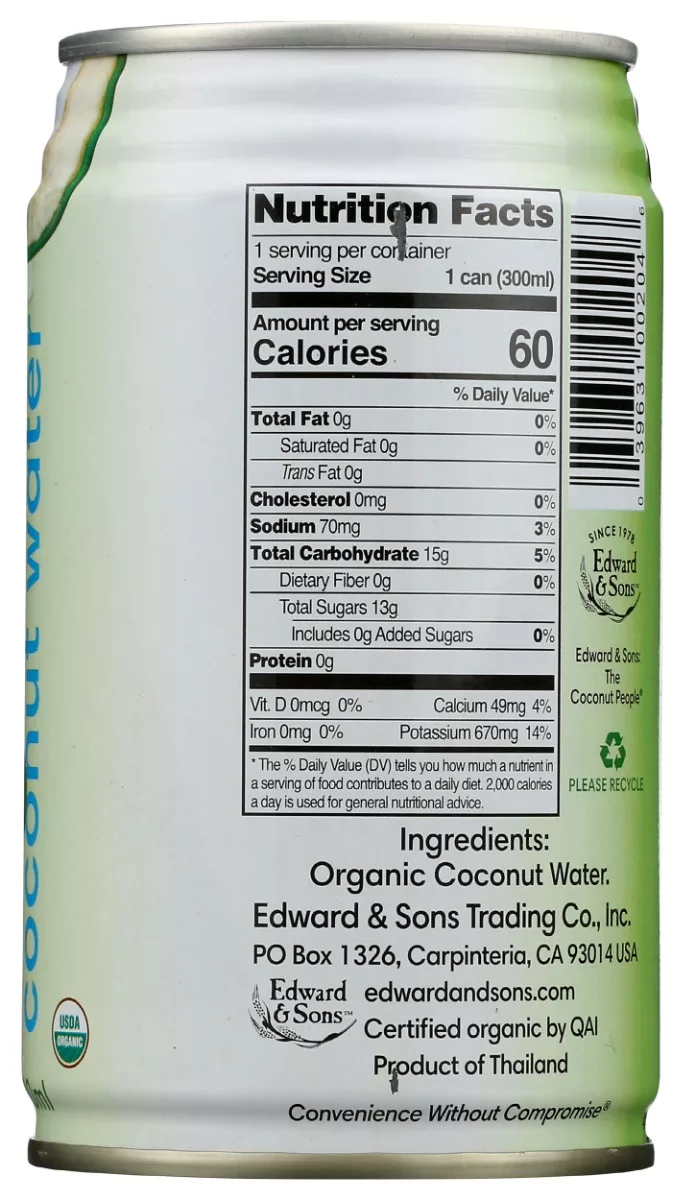 Nutrition Facts
1 serving per container
Serving Size 1 can (300ml)
Amount per serving
Calories 60
% Daily Value*
Total Fat 0g 0%
Saturated Fat 0g 0%
Trans Fat 0g
Cholesterol 0mg 0%
Sodium 70mg 3%
Total Carbohydrate 15g 5%
Dietary Fiber 0g 0%
Total Sugars 13g
Includes 0g Added Sugars 0%
Protein 0g
Vit. D 0mcg 0% Calcium 49mg 4%
Iron 0mg 0% Potassium 670mg 14%
* The % Daily Value (DV) tells you how much a nutrient in
a serving of food contributes to a daily diet. 2,000 calories
a day is used for general nutritional advice.
0 39631 00204 6
SINCE 1978
Edward
& Sons™
Edward & Sons:
The
Coconut People®
PLEASE RECYCLE
Ingredients:
Organic Coconut Water.
Edward & Sons Trading Co., Inc.
PO Box 1326, Carpinteria, CA 93014 USA
Edward
& Sons™
edwardandsons.com
Certified organic by QAI
Product of Thailand
Convenience Without Compromise®
coconut water
USDA
ORGANIC